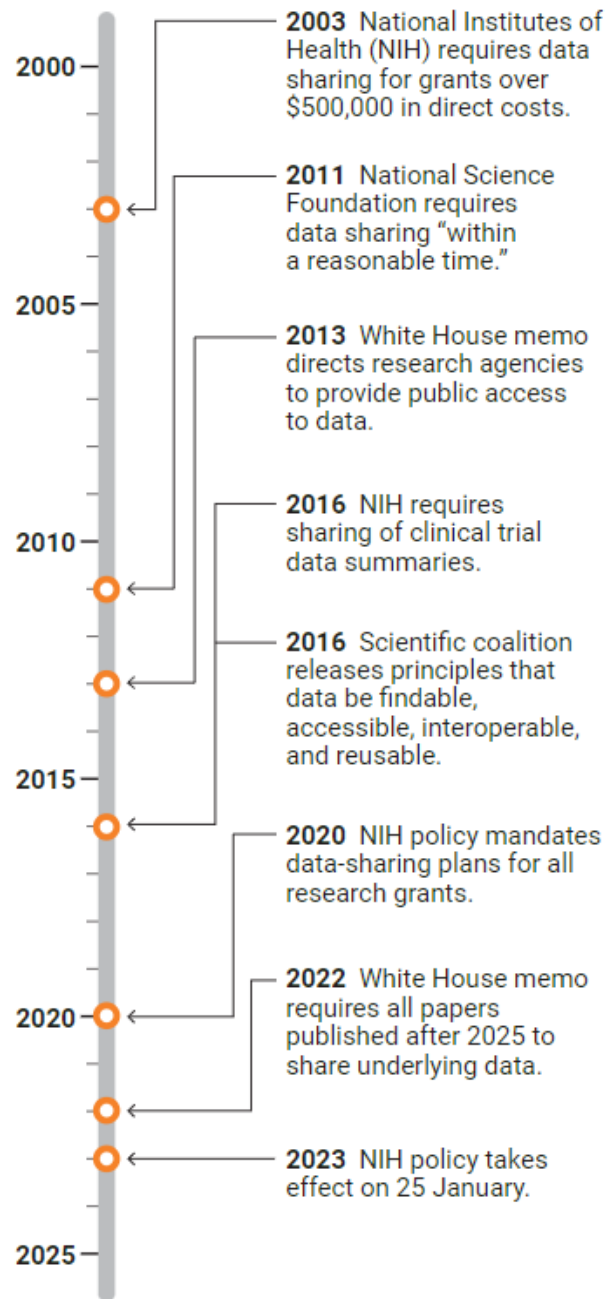 2003 National Institutes of
Health (NIH) requires data
sharing for grants over
$500,000 in direct costs.
2000
2011 National Science
Foundation requires
data sharing “within
a reasonable time.”
2005
2013 White House memo
directs research agencies
to provide public access
to data.
2016 NIH requires
sharing of clinical trial
data summaries.
2010
2016 Scientific coalition
releases principles that
data be findable,
accessible, interoperable,
and reusable.
2015
2020 NIH policy mandates
data-sharing plans for all
research grants.
2022 White House memo
requires all papers
published after 2025 to
share underlying data.
2020
2023 NIH policy takes
effect on 25 January.
2025